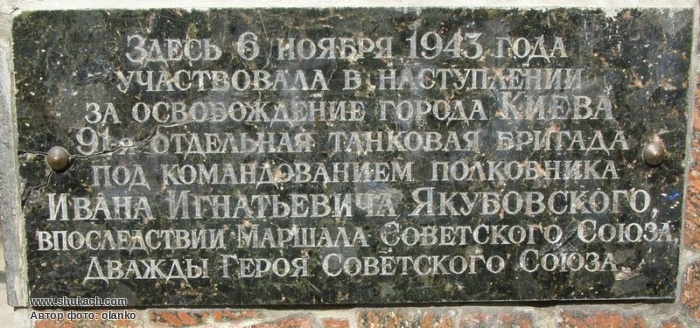 Здесь 6 ноября 1943 года
участвовала в наступлении
за освобождение города Киева
91-я отдельная танковая бригада
под командованием полковника
Ивана Игнатьевича Якубовского,
впоследствии Маршала Советского Союза,
дважды Героя Советского Союза.
www.shukach.com
Автор фото: olanko